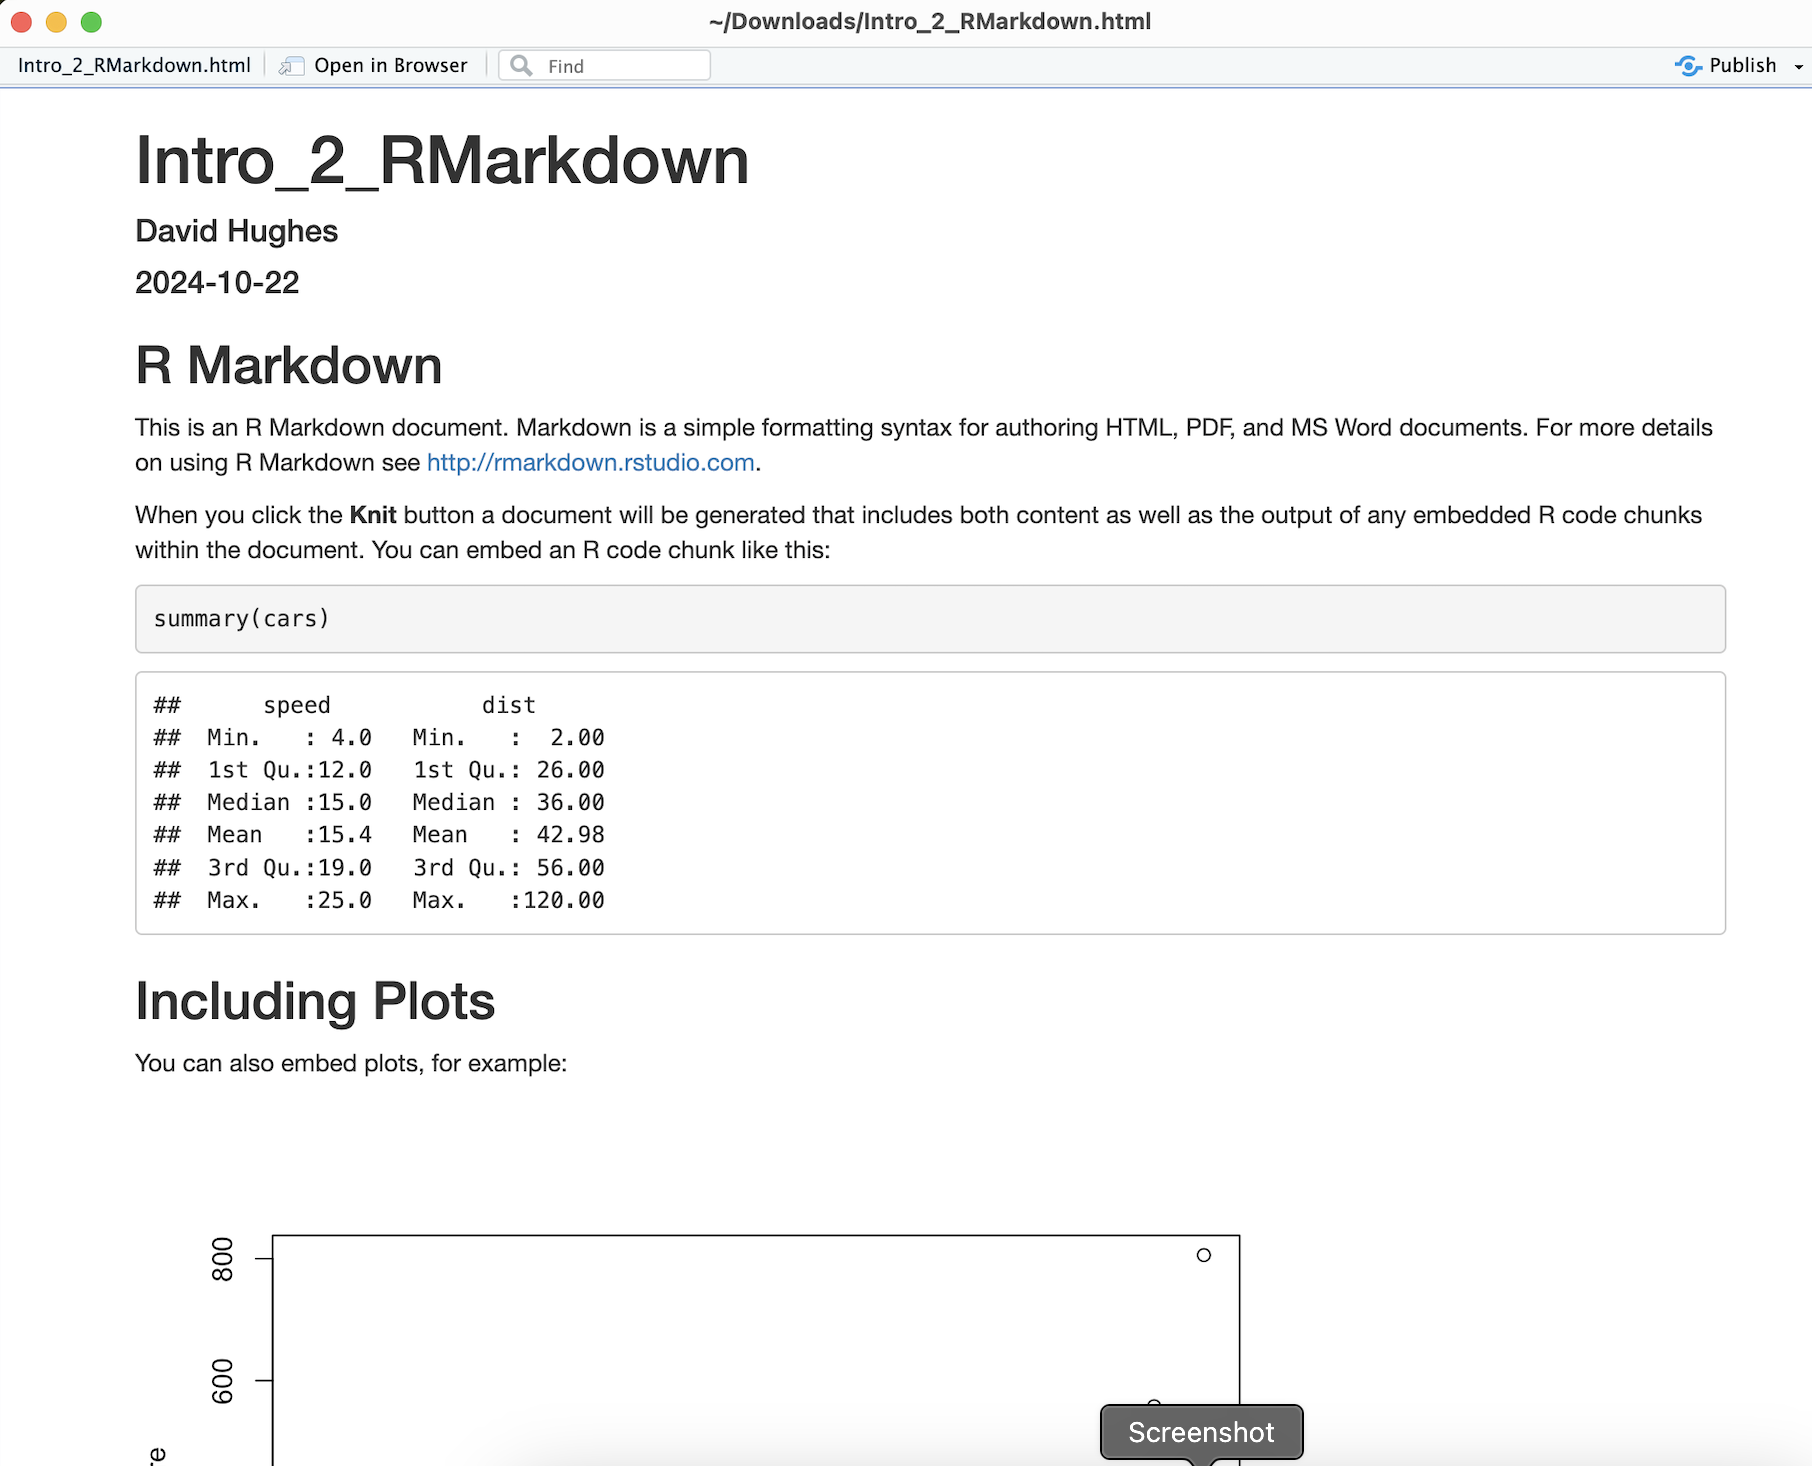 ~/Downloads/Intro_2_RMarkdown.html
Intro_2_RMarkdown.html Open in Browser Find Publish
Intro_2_RMarkdown
David Hughes
2024-10-22
R Markdown
This is an R Markdown document. Markdown is a simple formatting syntax for authoring HTML, PDF, and MS Word documents. For more details
on using R Markdown see http://rmarkdown.rstudio.com.
When you click the Knit button a document will be generated that includes both content as well as the output of any embedded R code chunks
within the document. You can embed an R code chunk like this:
summary(cars)
##      speed           dist
##  Min.   : 4.0   Min.   :  2.00
##  1st Qu.:12.0   1st Qu.: 26.00
##  Median :15.0   Median : 36.00
##  Mean   :15.4   Mean   : 42.98
##  3rd Qu.:19.0   3rd Qu.: 56.00
##  Max.   :25.0   Max.   :120.00
Including Plots
You can also embed plots, for example:
800
600
Screenshot